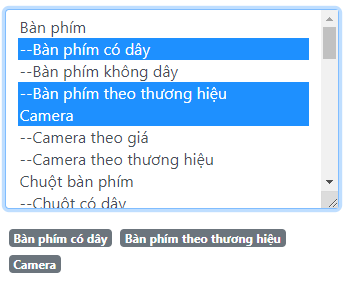 Bàn phím
--Bàn phím có dây
--Bàn phím không dây
--Bàn phím theo thương hiệu
Camera
--Camera theo giá
--Camera theo thương hiệu
Chuột bàn phím
--Chuột có dây
Bàn phím có dây Bàn phím theo thương hiệu
Camera